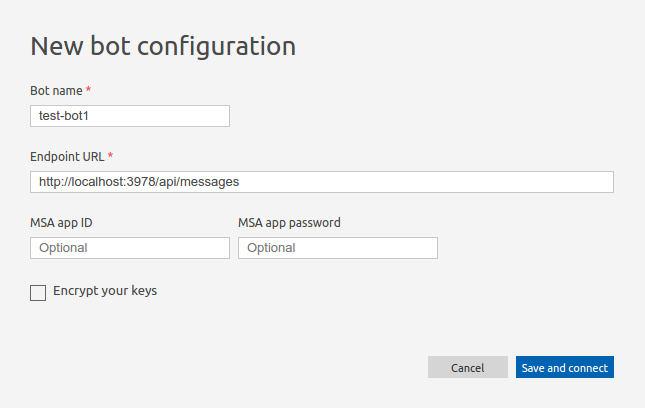 New bot configuration
Bot name *
test-bot1
Endpoint URL *
http://localhost:3978/api/messages
MSA app ID MSA app password
Optional Optional
Encrypt your keys
Cancel Save and connect